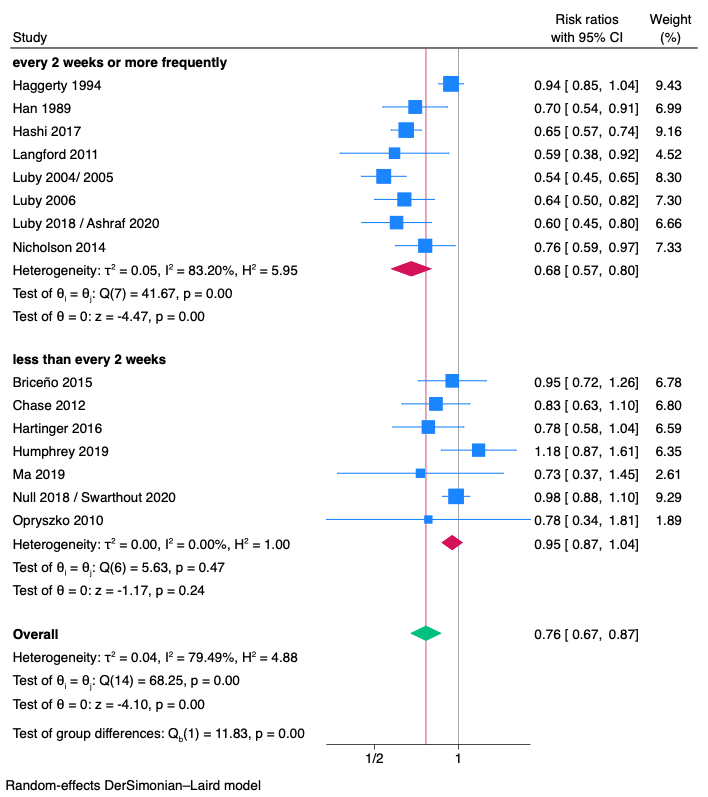 Risk ratios Weight
Study with 95% CI (%)
every 2 weeks or more frequently
Haggerty 1994 0.94 [ 0.85, 1.04] 9.43
Han 1989 0.70 [ 0.54, 0.91] 6.99
Hashi 2017 0.65 [ 0.57, 0.74] 9.16
Langford 2011 0.59 [ 0.38, 0.92] 4.52
Luby 2004/ 2005 0.54 [ 0.45, 0.65] 8.30
Luby 2006 0.64 [ 0.50, 0.82] 7.30
Luby 2018 / Ashraf 2020 0.60 [ 0.45, 0.80] 6.66
Nicholson 2014 0.76 [ 0.59, 0.97] 7.33
Heterogeneity: τ² = 0.05, I² = 83.20%, H² = 5.95 0.68 [ 0.57, 0.80]
Test of θᵢ = θⱼ: Q(7) = 41.67, p = 0.00
Test of θ = 0: z = -4.47, p = 0.00
less than every 2 weeks
Briceño 2015 0.95 [ 0.72, 1.26] 6.78
Chase 2012 0.83 [ 0.63, 1.10] 6.80
Hartinger 2016 0.78 [ 0.58, 1.04] 6.59
Humphrey 2019 1.18 [ 0.87, 1.61] 6.35
Ma 2019 0.73 [ 0.37, 1.45] 2.61
Null 2018 / Swarthout 2020 0.98 [ 0.88, 1.10] 9.29
Opryszko 2010 0.78 [ 0.34, 1.81] 1.89
Heterogeneity: τ² = 0.00, I² = 0.00%, H² = 1.00 0.95 [ 0.87, 1.04]
Test of θᵢ = θⱼ: Q(6) = 5.63, p = 0.47
Test of θ = 0: z = -1.17, p = 0.24
Overall 0.76 [ 0.67, 0.87]
Heterogeneity: τ² = 0.04, I² = 79.49%, H² = 4.88
Test of θᵢ = θⱼ: Q(14) = 68.25, p = 0.00
Test of θ = 0: z = -4.10, p = 0.00
Test of group differences: Q_b(1) = 11.83, p = 0.00
1/2 1
Random-effects DerSimonian–Laird model